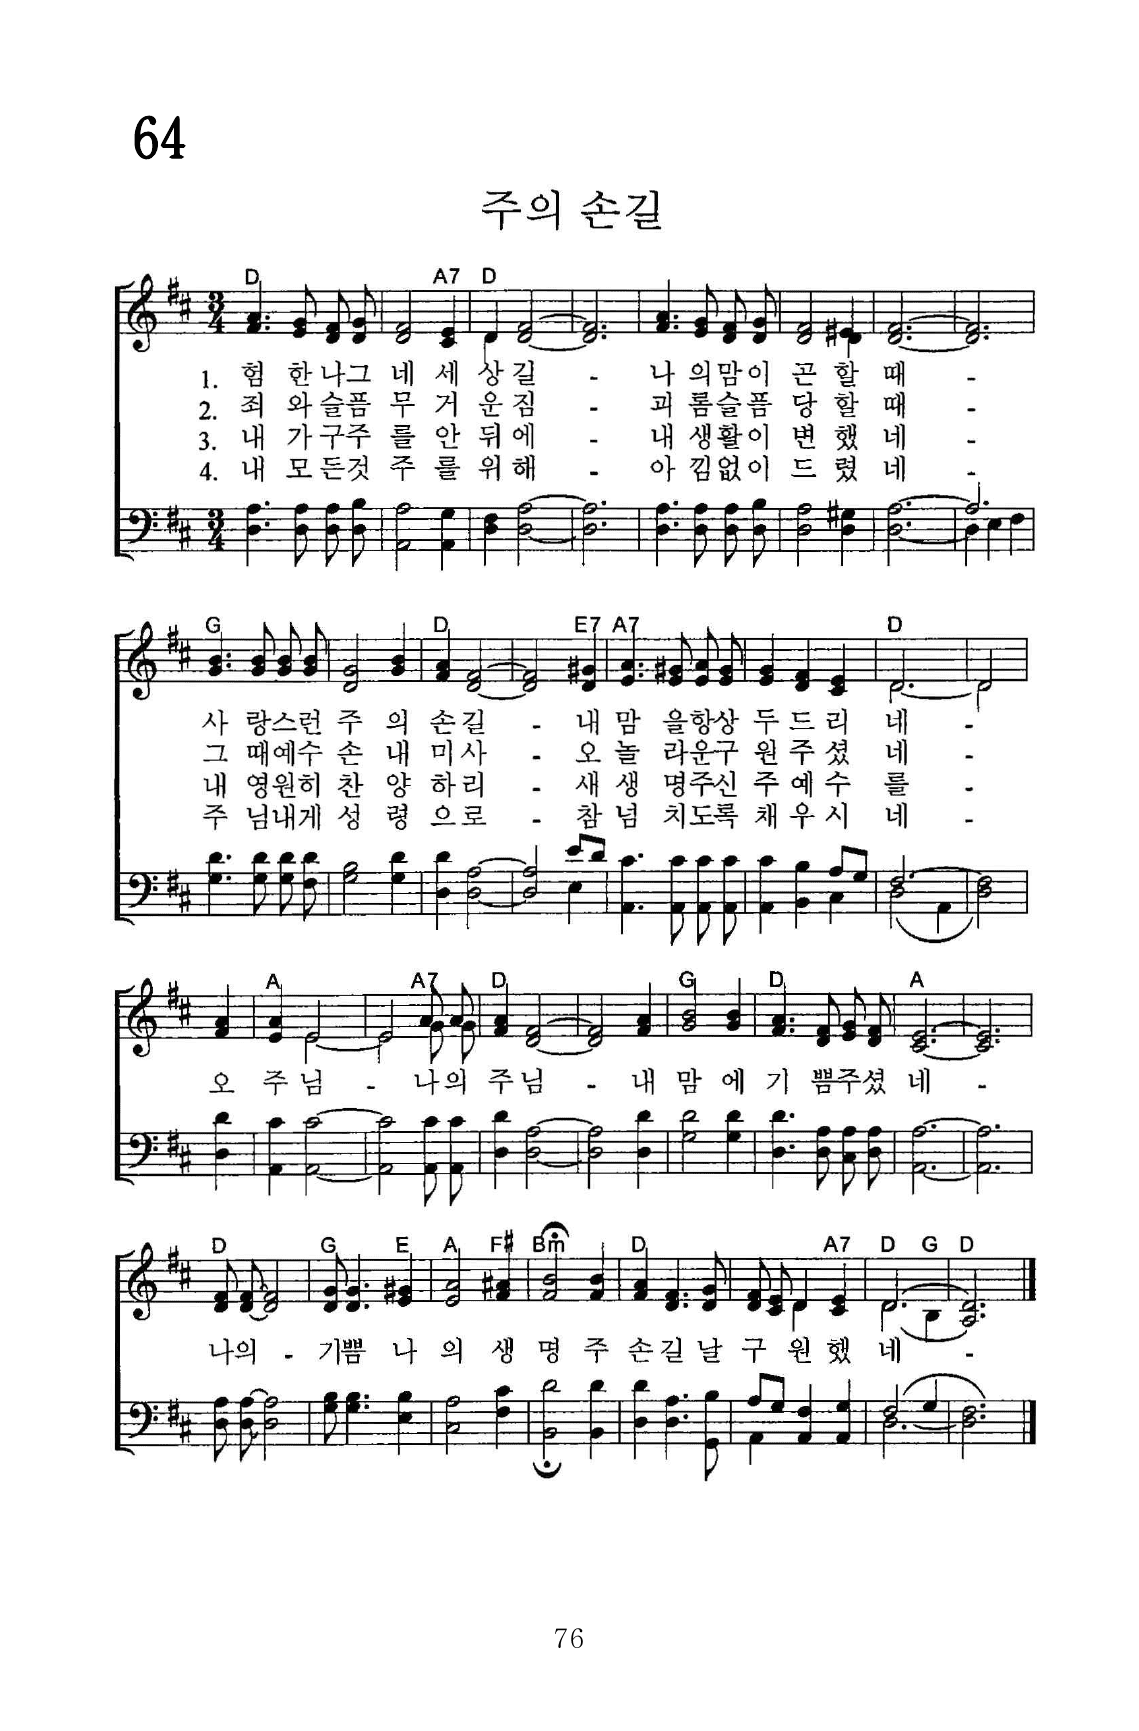 64
주의 손길
D A7 D
1. 험 한 나그 네 세 상 길 - 나 의맘이 곤 할 때 -
2. 죄 와 슬픔 무 거 운 짐 - 괴 롬슬픔 당 할 때 -
3. 내 가 구주 를 안 뒤 에 - 내 생활이 변 했 네 -
4. 내 모 든것 주 를 위 해 - 아 낌없이 드 렸 네 -
G D E7 A7 D
사 랑스런 주 의 손 길 - 내 맘 을항상 두 드 리 네 -
그 때예수 손 내 미 사 - 오 놀 라운구 원 주 셨 네 -
내 영원히 찬 양 하 리 - 새 생 명주신 주 예 수 를 -
주 님내게 성 령 으 로 - 참 넘 치도록 채 우 시 네 -
A A7 D G D A
오 주 님 - 나의 주 님 - 내 맘 에 기 쁨주셨 네 -
D G E A F# Bm D A7 D G D
나의 - 기쁨 나 의 생 명 주 손길 날 구 원 했 네 -
76